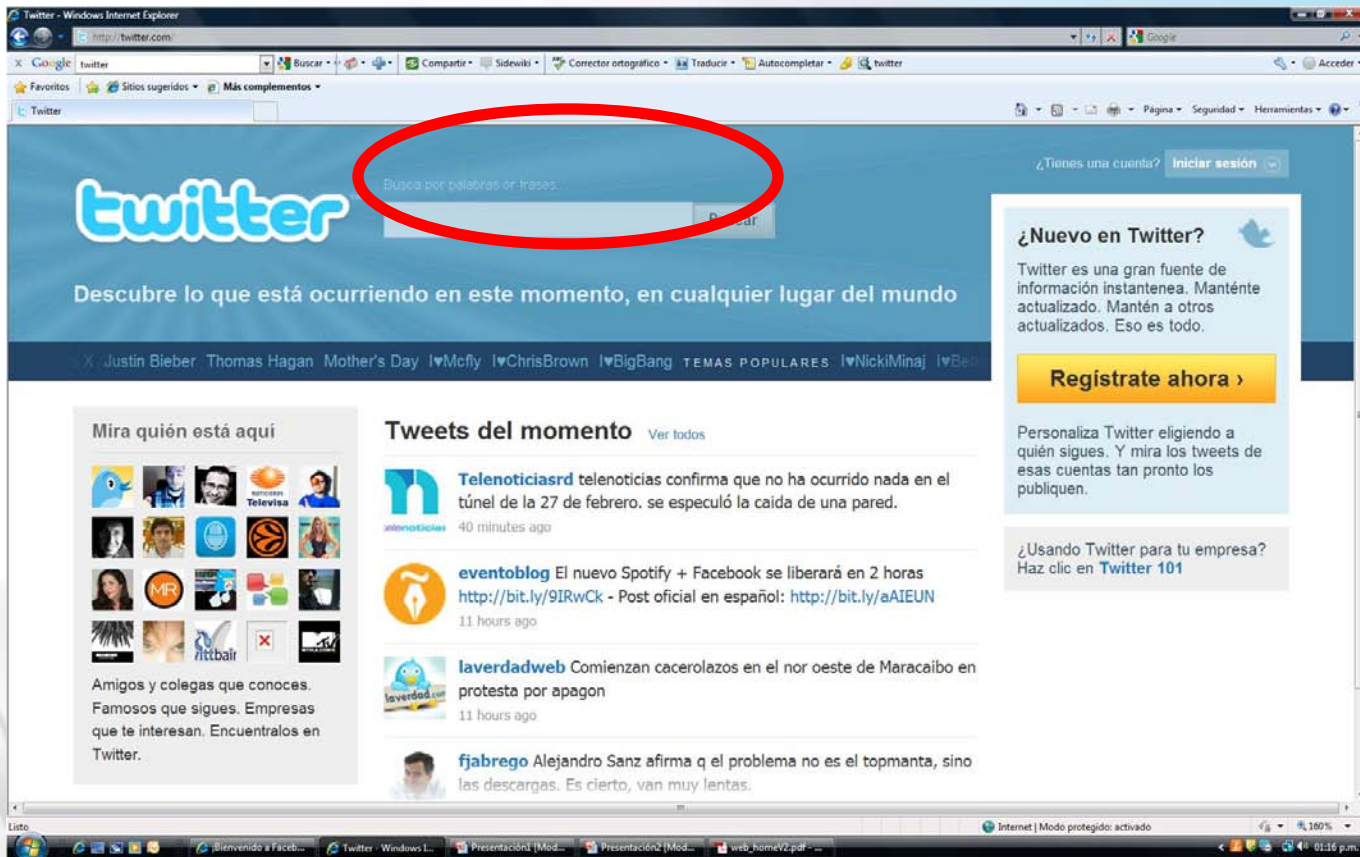 Twitter - Windows Internet Explorer
http://twitter.com/
Google
Google twitter Buscar Compartir Sidewiki Corrector ortográfico Traducir Autocompletar twitter Acceder
Favoritos Sitios sugeridos Más complementos
Twitter Página Seguridad Herramientas
¿Tienes una cuenta? Iniciar sesión
twitter
Busca por palabras or frases
Descubre lo que está ocurriendo en este momento, en cualquier lugar del mundo
X Justin Bieber Thomas Hagan Mother's Day I♥Mcfly I♥ChrisBrown I♥BigBang TEMAS POPULARES I♥NickiMinaj
¿Nuevo en Twitter?
Twitter es una gran fuente de
información instantenea. Manténte
actualizado. Mantén a otros
actualizados. Eso es todo.
Regístrate ahora ›
Personaliza Twitter eligiendo a
quién sigues. Y mira los tweets de
esas cuentas tan pronto los
publiquen.
¿Usando Twitter para tu empresa?
Haz clic en Twitter 101
Mira quién está aquí
Televisa
MR
Amigos y colegas que conoces.
Famosos que sigues. Empresas
que te interesan. Encuentralos en
Twitter.
Tweets del momento Ver todos
Telenoticiasrd telenoticias confirma que no ha ocurrido nada en el
túnel de la 27 de febrero. se especuló la caida de una pared.
40 minutes ago
eventoblog El nuevo Spotify + Facebook se liberará en 2 horas
http://bit.ly/9IRwCk - Post oficial en español: http://bit.ly/aAIEUN
11 hours ago
laverdadweb Comienzan cacerolazos en el nor oeste de Maracaibo en
protesta por apagon
11 hours ago
fjabrego Alejandro Sanz afirma q el problema no es el topmanta, sino
las descargas. Es cierto, van muy lentas.
Listo Internet | Modo protegido: activado 160%
¡Bienvenido a Faceb... Twitter - Windows I... Presentación1 [Mod... Presentación2 [Mod... web_homeV2.pdf - ... 01:16 p.m.